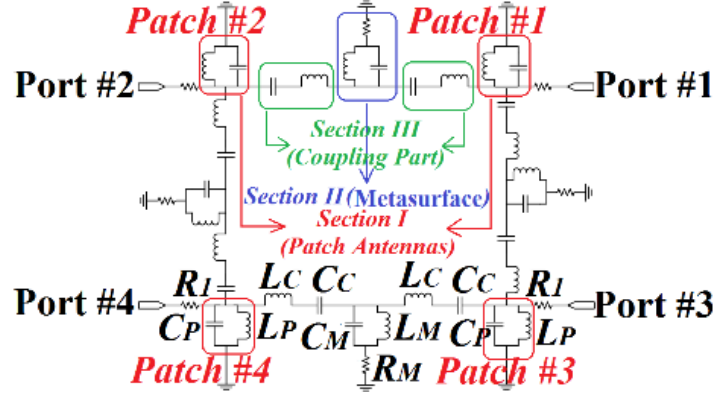 Patch #2
Patch #1
Port #2
Port #1
Section III
(Coupling Part)
Section II (Metasurface)
Section I
(Patch Antennas)
LC CC LC CC
Port #4 R1 R1 Port #3
CP LP CM LM CP LP
RM
Patch #4
Patch #3